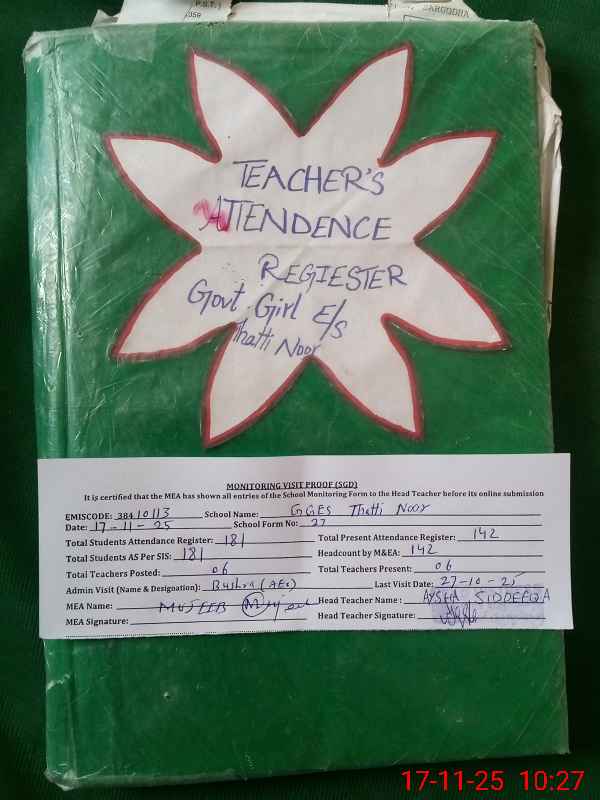 P.S.T.)
059
SARGODHA
TEACHER'S
ATTENDENCE
REGIESTER
Govt Girl E/S
Thatti Noor
MONITORING VISIT PROOF (SGD)
It is certified that the MEA has shown all entries of the School Monitoring Form to the Head Teacher before its online submission
EMISCODE: 38410113 School Name: GGES Thatti Noor
Date: 17-11-25 School Form No: 27
Total Students Attendance Register: 181 Total Present Attendance Register: 142
Total Students AS Per SIS: 181 Headcount by M&EA: 142
Total Teachers Posted: 06 Total Teachers Present: 06
Admin Visit (Name & Designation): Bushra (AEO) Last Visit Date: 27-10-25
MEA Name: MUJEEB Head Teacher Name: AYSHA SIDDEEQA
MEA Signature: Head Teacher Signature:
17-11-25 10:27